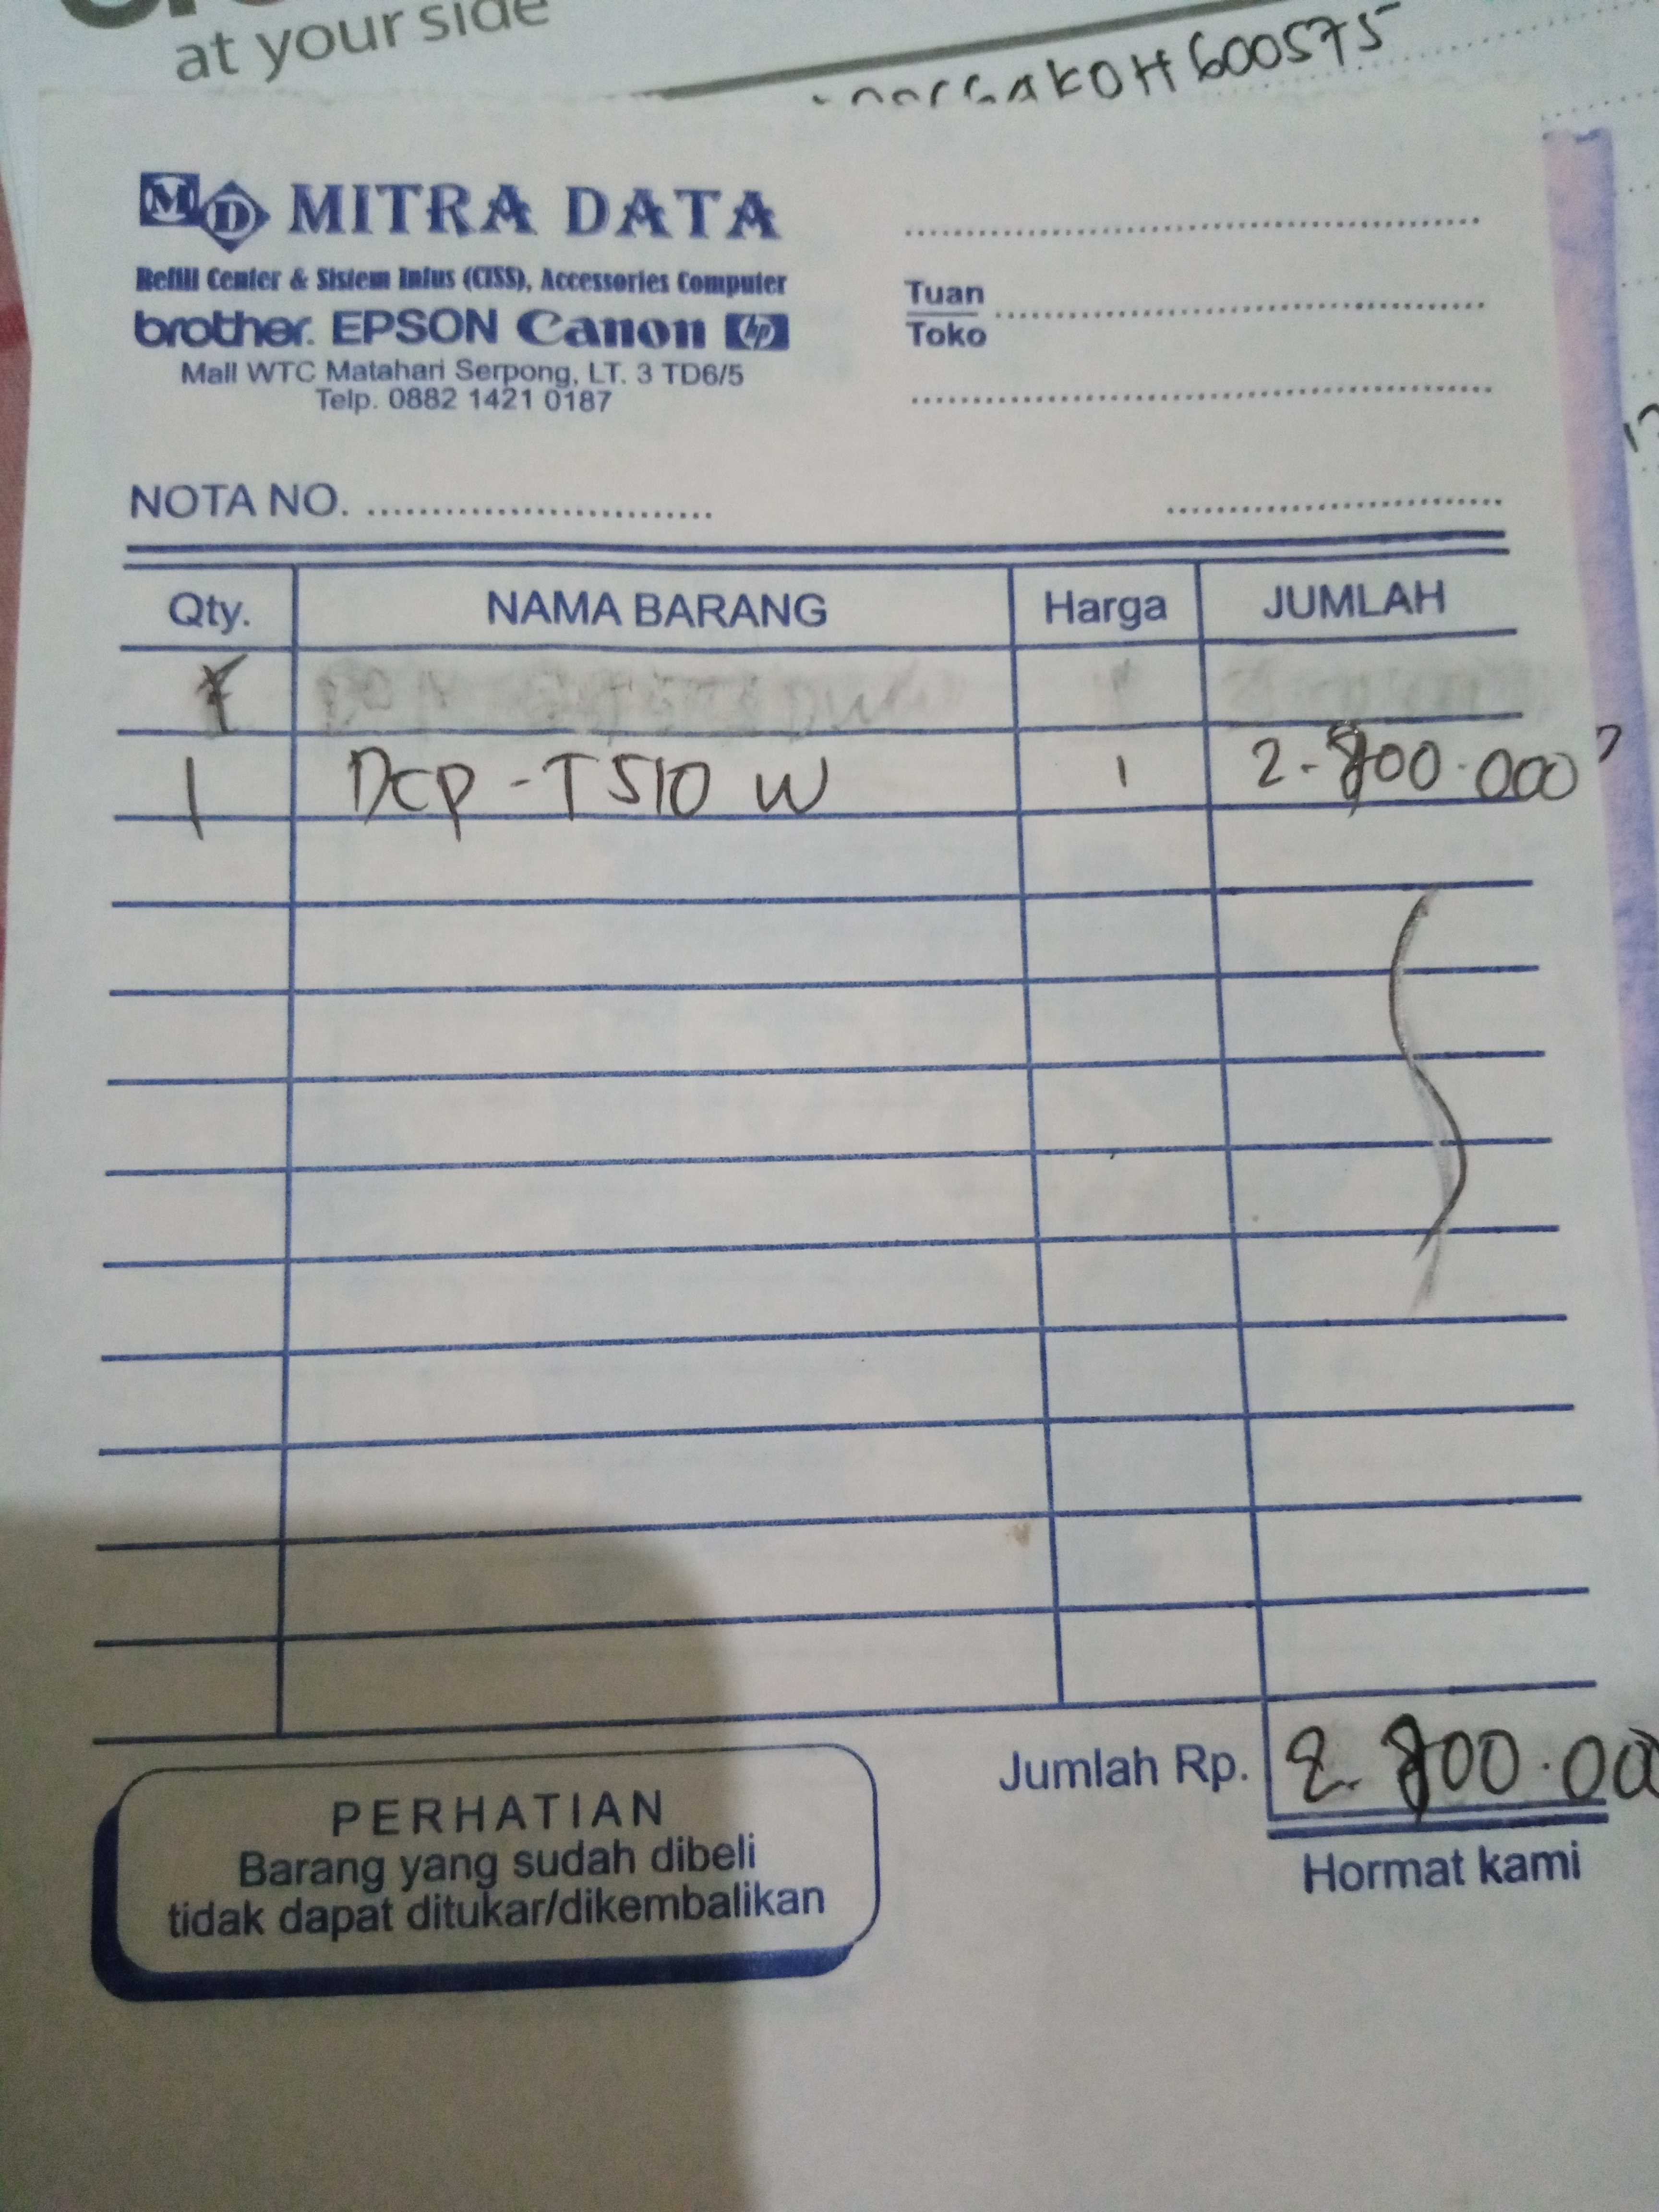 at your side
KOH600575
MD MITRA DATA
Refill Center & Sistem Infus (CISS), Accessories Computer
brother. EPSON Canon hp
Mall WTC Matahari Serpong, LT. 3 TD6/5
Telp. 0882 1421 0187
Tuan
Toko
NOTA NO.
Qty. NAMA BARANG Harga JUMLAH
1 DCP-T510 W 1 2.800.000
Jumlah Rp. 2.800.00
PERHATIAN
Barang yang sudah dibeli
tidak dapat ditukar/dikembalikan
Hormat kami